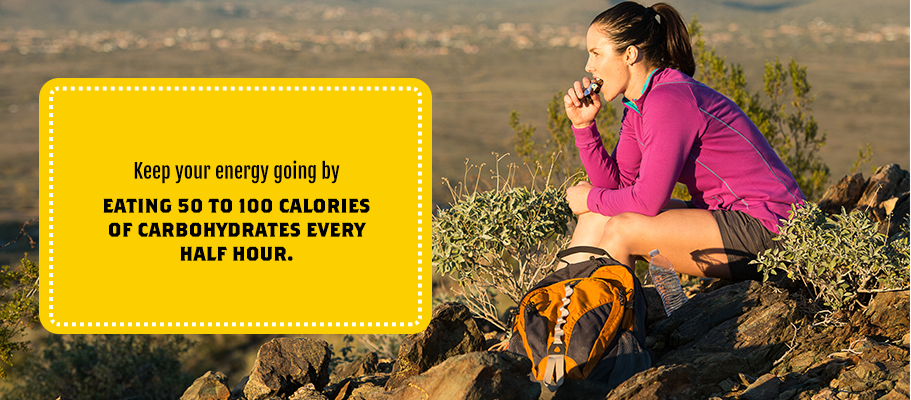 Keep your energy going by
EATING 50 TO 100 CALORIES
OF CARBOHYDRATES EVERY
HALF HOUR.